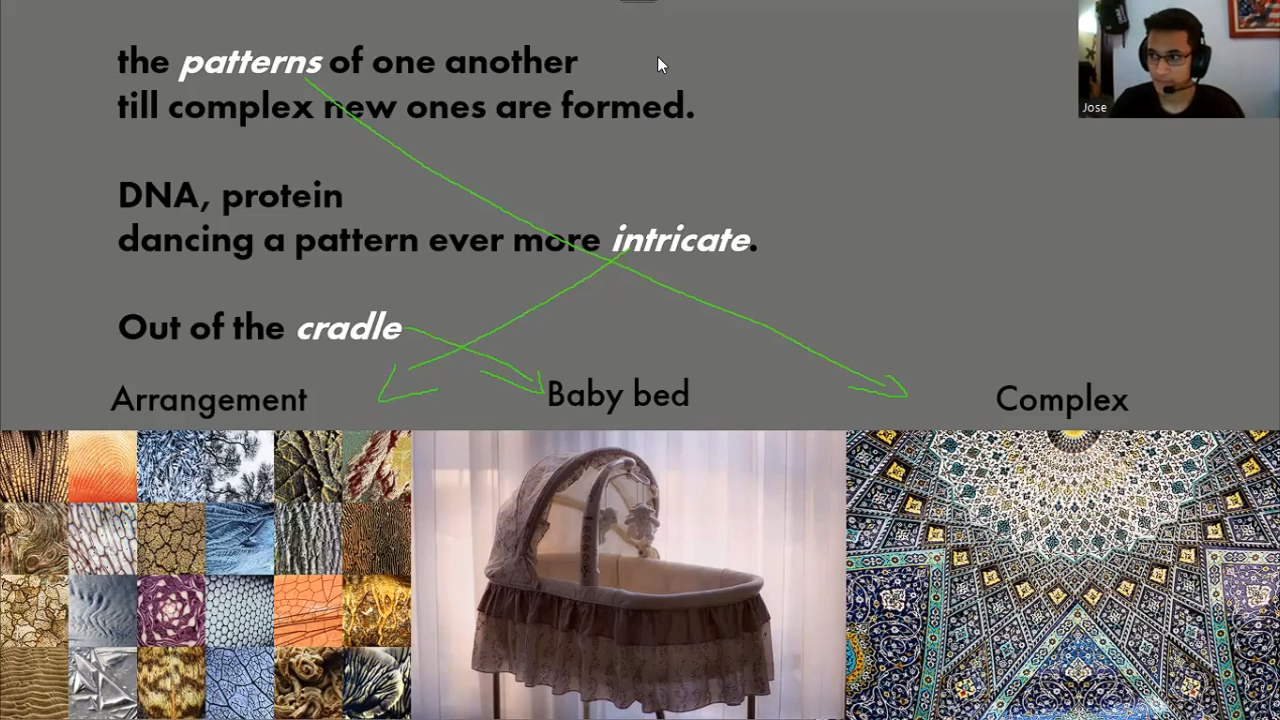 the patterns of one another
till complex new ones are formed.
DNA, protein
dancing a pattern ever more intricate.
Out of the cradle
Arrangement
Baby bed
Complex
Jose